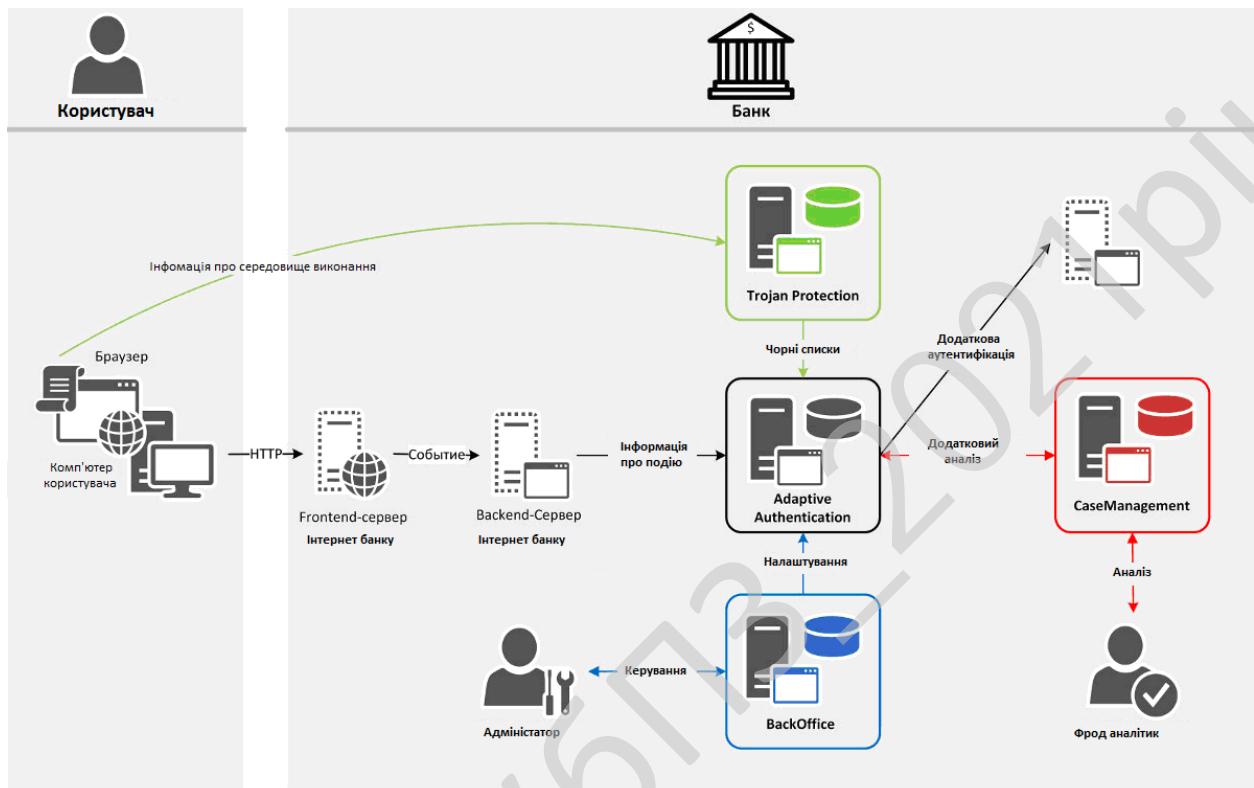 $
Користувач
Банк
Інфомація про середовище виконання
Trojan Protection
Браузер
Чорні списки
Додаткова
аутентифікація
Комп'ютер
користувача
HTTP
Frontend-сервер
Інтернет банку
Событие
Backend-Сервер
Інтернет банку
Інформація
про подію
Adaptive
Authentication
Додатковий
аналіз
CaseManagement
Налаштування
Аналіз
Керування
Адміністатор
BackOffice
Фрод аналітик